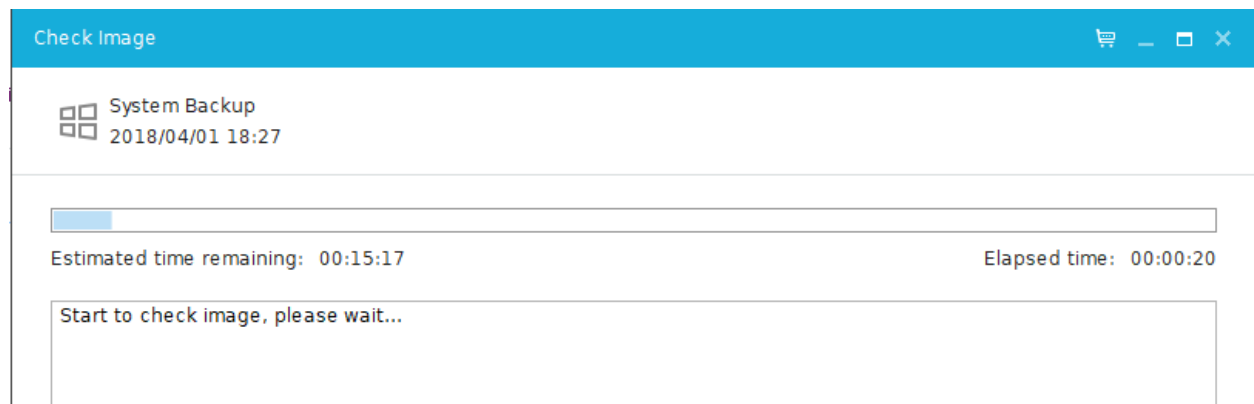 Check Image
System Backup
2018/04/01 18:27
Estimated time remaining: 00:15:17 Elapsed time: 00:00:20
Start to check image, please wait...